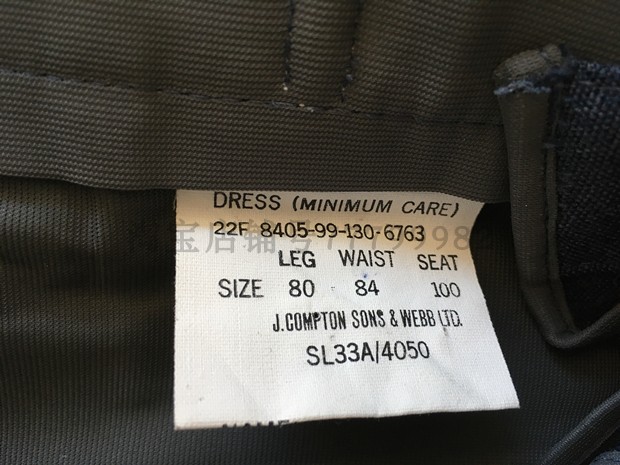 DRESS (MINIMUM CARE)
22F 8405-99-130-6763
LEG WAIST SEAT
SIZE 80 84 100
J.COMPTON SONS & WEBB LTD.
SL33A/4050